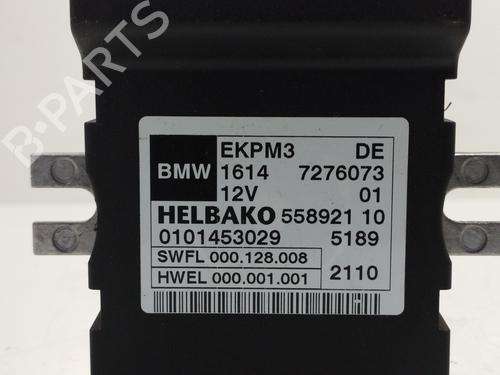 B-PARTS
EKPM3 DE
BMW 1614 7276073
12V 01
HELBAKO 558921 10
0101453029 5189
SWFL 000.128.008
HWEL 000.001.001 2110